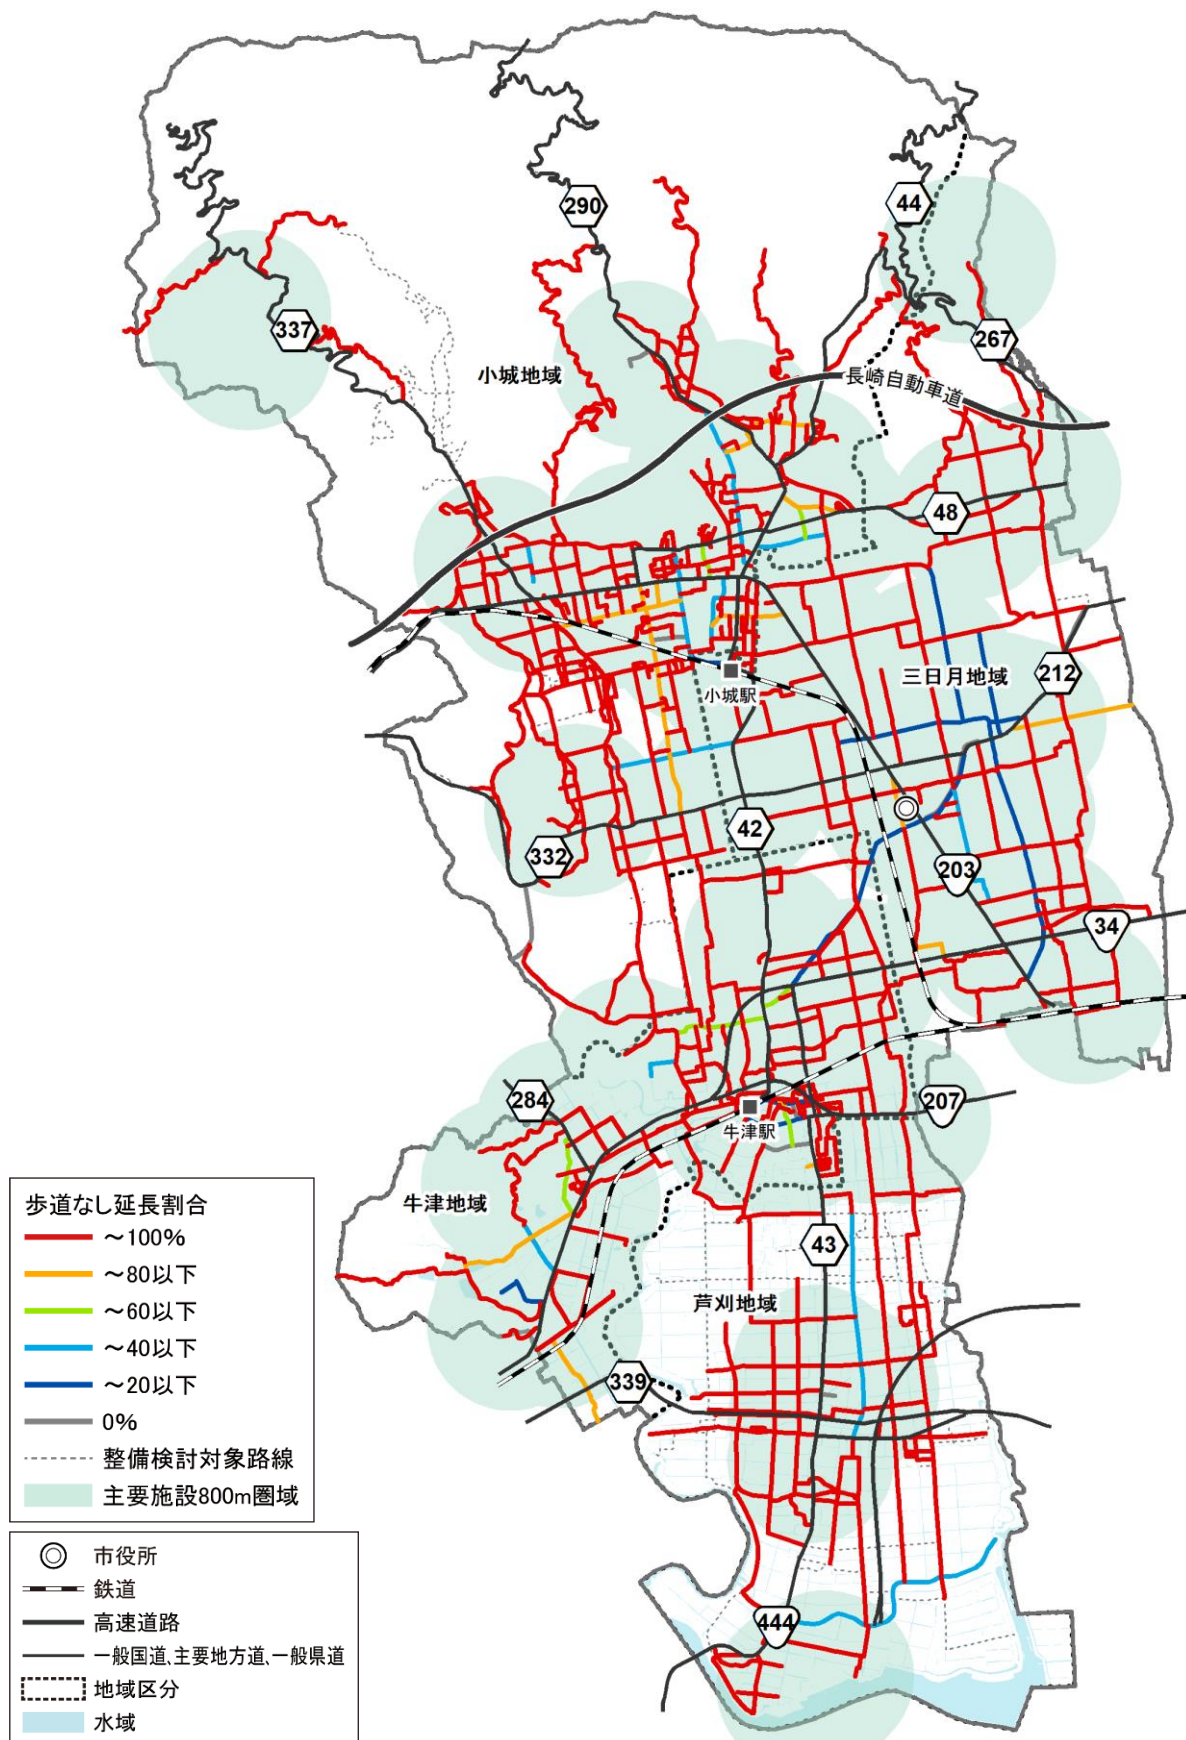 290
44
337
267
小城地域
長崎自動車道
48
三日月地域
212
小城駅
42
332
203
34
284
207
牛津駅
牛津地域
43
芦刈地域
339
444
歩道なし延長割合
~100%
~80以下
~60以下
~40以下
~20以下
0%
整備検討対象路線
主要施設800m圏域
市役所
鉄道
高速道路
一般国道、主要地方道、一般県道
地域区分
水域